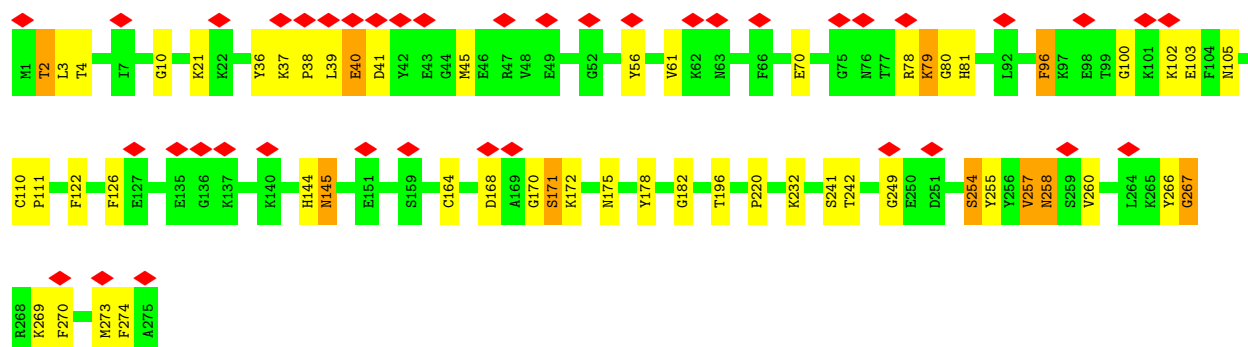 M1 T2 L3 T4 I7 G10 K21 K22 Y36 K37 P38 L39 E40 D41 Y42 E43 G44 M45 E46 R47 V48 E49 G52 Y56 V61 K62 N63 F66 E70 G75 N76 T77 R78 K79 G80 H81 L92 F96 K97 E98 T99 G100 K101 K102 E103 F104 N105
C110 P111 F122 F126 E127 E135 G136 K137 K140 H144 N145 E151 S159 C164 D168 A169 G170 S171 K172 N175 Y178 G182 T196 P220 K232 S241 T242 G249 E250 D251 S254 Y255 Y256 V257 N258 S259 V260 L264 K265 Y266 G267
R268 K269 F270 M273 F274 A275